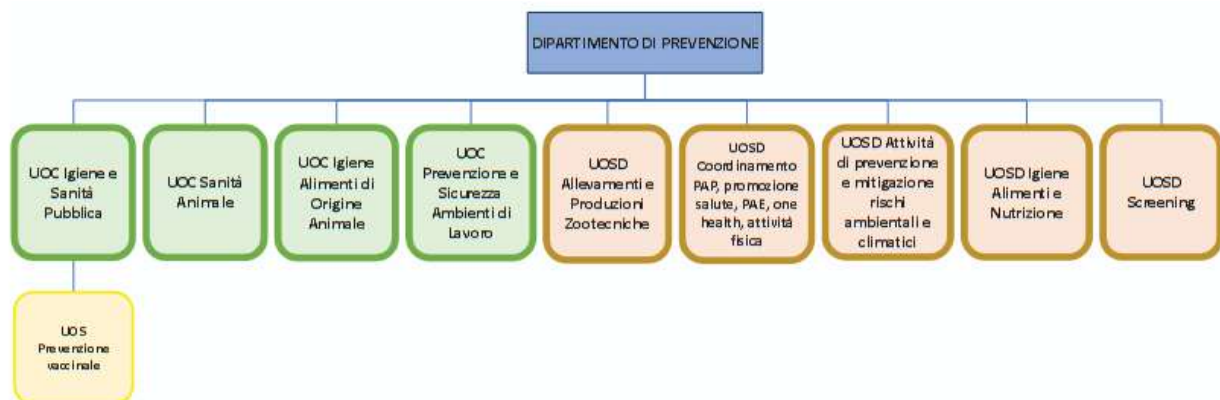 DIPARTIMENTO DI PREVENZIONE
UOC Igiene e
Sanità
Pubblica
UOC Sanità
Animale
UOC Igiene
Alimenti di
Origine
Animale
UOC
Prevenzione e
Sicurezza
Ambienti di
Lavoro
UOSD
Allevamenti e
Produzioni
Zootecniche
UOSD
Coordinamento
PAP, promozione
salute, PAE, one
health, attività
fisica
UOSD Attività
di prevenzione
e mitigazione
rischi
ambientali e
climatici
UOSD Igiene
Alimenti e
Nutrizione
UOSD
Screening
UOS
Prevenzione
vaccinale